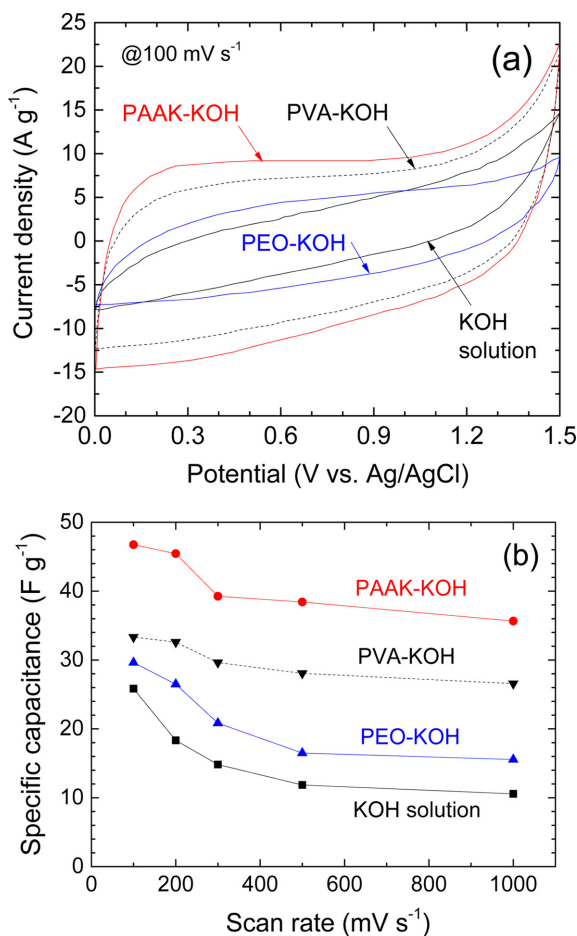 @100 mV s⁻¹
(a)
PAAK-KOH
PVA-KOH
PEO-KOH
KOH
solution
Current density (A g⁻¹)
25
20
15
10
5
0
-5
-10
-15
-20
0.0 0.3 0.6 0.9 1.2 1.5
Potential (V vs. Ag/AgCl)
(b)
PAAK-KOH
PVA-KOH
PEO-KOH
KOH solution
Specific capacitance (F g⁻¹)
50
40
30
20
10
0
0 200 400 600 800 1000
Scan rate (mV s⁻¹)